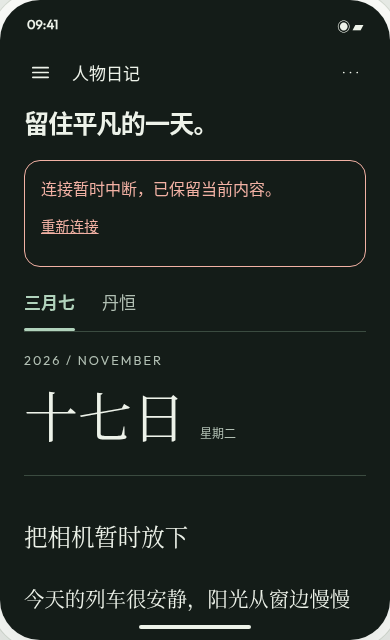 09:41
人物日记
...
留住平凡的一天。
连接暂时中断，已保留当前内容。
重新连接
三月七 丹恒
2026 / NOVEMBER
十七日 星期二
把相机暂时放下
今天的列车很安静，阳光从窗边慢慢